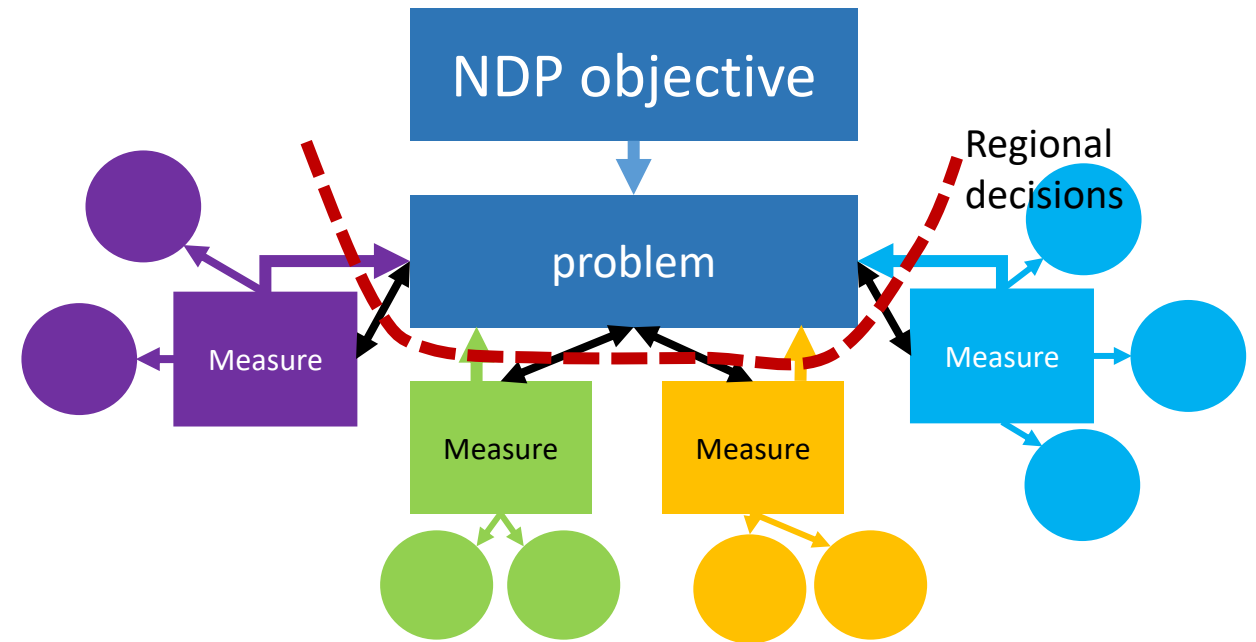 NDP objective
Regional
decisions
problem
Measure
Measure
Measure
Measure